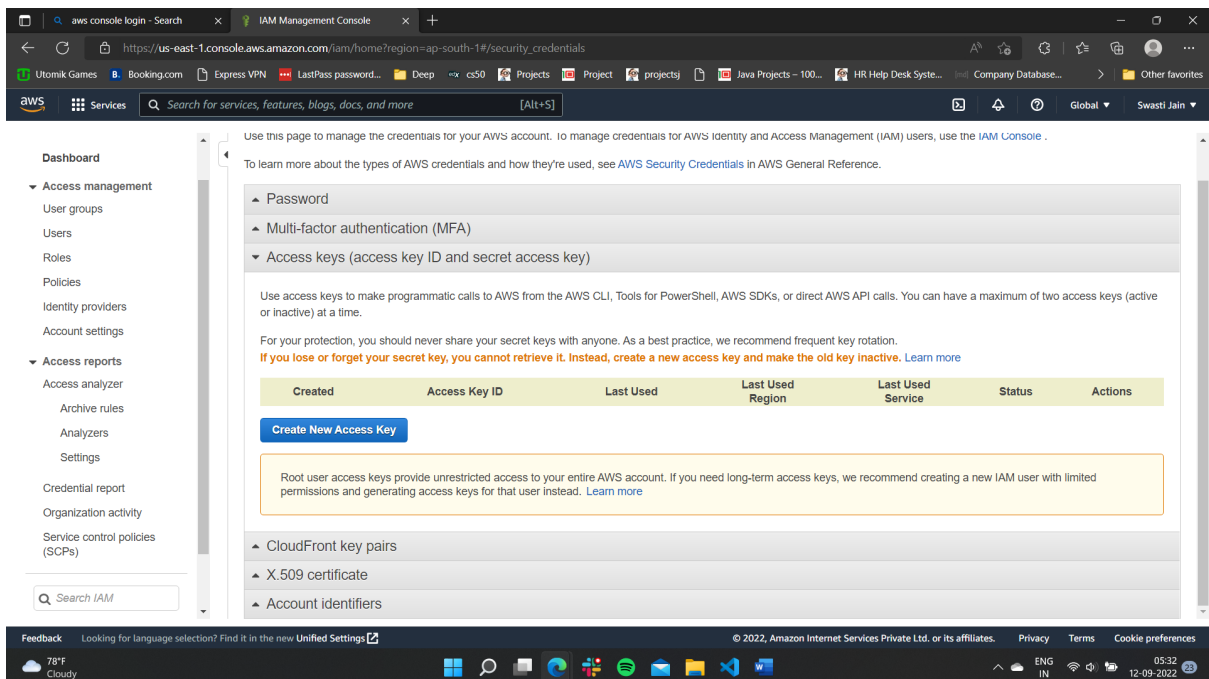 aws console login - Search
IAM Management Console
https://us-east-1.console.aws.amazon.com/iam/home?region=ap-south-1#/security_credentials
Utomik Games
Booking.com
Express VPN
LastPass password...
Deep
cs50
Projects
Project
projectsj
Java Projects – 100...
HR Help Desk Syste...
Company Database...
Other favorites
aws
Services
Search for services, features, blogs, docs, and more
[Alt+S]
Global
Swasti Jain
Dashboard
Access management
User groups
Users
Roles
Policies
Identity providers
Account settings
Access reports
Access analyzer
Archive rules
Analyzers
Settings
Credential report
Organization activity
Service control policies
(SCPs)
Search IAM
Use this page to manage the credentials for your AWS account. To manage credentials for AWS Identity and Access Management (IAM) users, use the IAM Console .
To learn more about the types of AWS credentials and how they're used, see AWS Security Credentials in AWS General Reference.
Password
Multi-factor authentication (MFA)
Access keys (access key ID and secret access key)
Use access keys to make programmatic calls to AWS from the AWS CLI, Tools for PowerShell, AWS SDKs, or direct AWS API calls. You can have a maximum of two access keys (active
or inactive) at a time.
For your protection, you should never share your secret keys with anyone. As a best practice, we recommend frequent key rotation.
If you lose or forget your secret key, you cannot retrieve it. Instead, create a new access key and make the old key inactive. Learn more
Created
Access Key ID
Last Used
Last Used
Region
Last Used
Service
Status
Actions
Create New Access Key
Root user access keys provide unrestricted access to your entire AWS account. If you need long-term access keys, we recommend creating a new IAM user with limited
permissions and generating access keys for that user instead. Learn more
CloudFront key pairs
X.509 certificate
Account identifiers
Feedback
Looking for language selection? Find it in the new Unified Settings
© 2022, Amazon Internet Services Private Ltd. or its affiliates.
Privacy
Terms
Cookie preferences
78°F
Cloudy
ENG
IN
05:32
12-09-2022
23